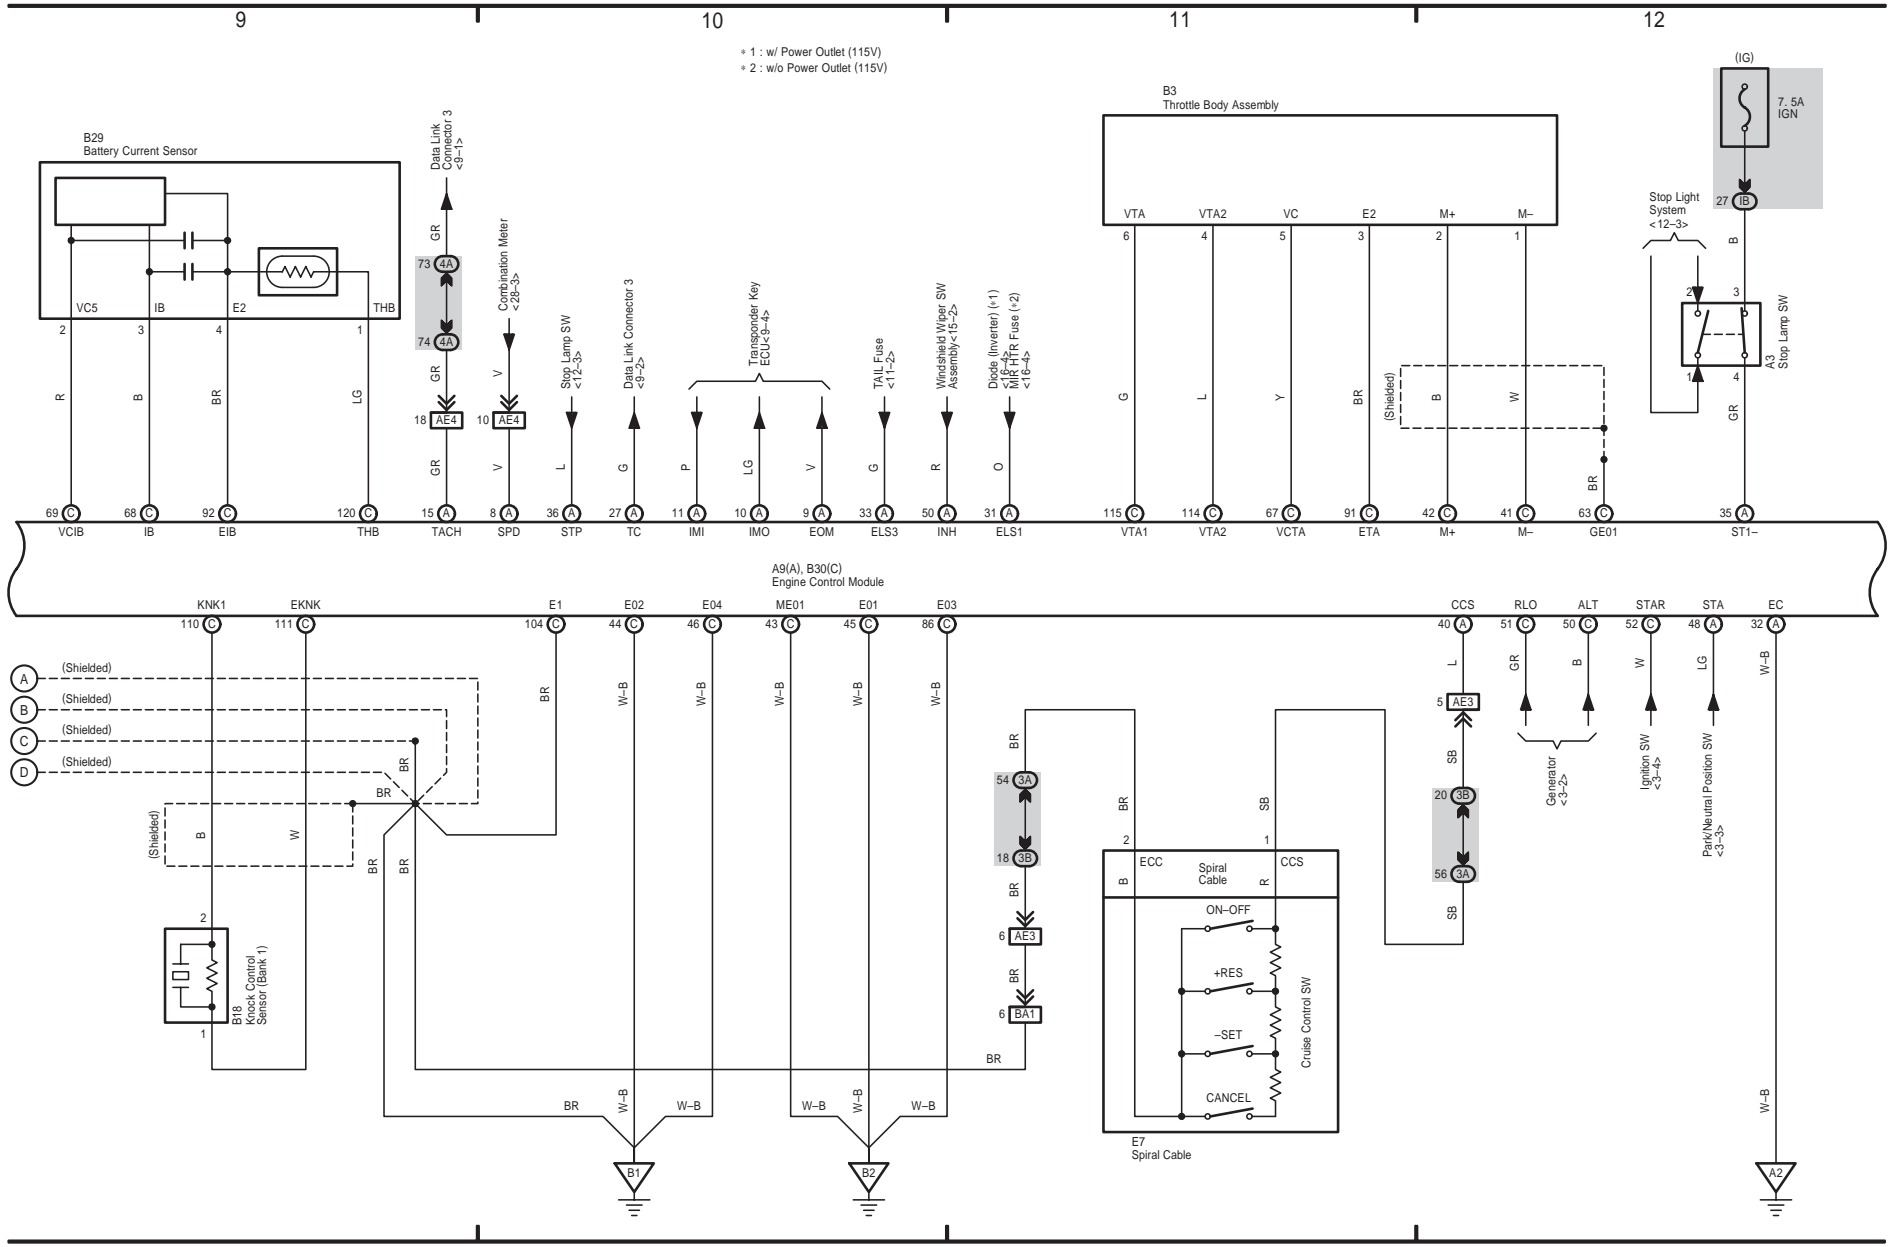 9
10
11
12
* 1 : w/ Power Outlet (115V)
* 2 : w/o Power Outlet (115V)
B29
Battery Current Sensor
VC5
IB
E2
THB
2
3
4
1
R
B
BR
LG
Data Link
Connector 3
<9–1>
GR
73
4A
74
4A
GR
18
AE4
GR
Combination Meter
<28–3>
V
10
AE4
V
Stop Lamp SW
<12–3>
L
Data Link Connector 3
<9–2>
G
Transponder Key
ECU<9–4>
P
LG
V
TAIL Fuse
<11–2>
G
Windshield Wiper SW
Assembly<15–2>
R
Diode (Inverter) (*1)
<16–4>
MIR HTR Fuse (*2)
<16–4>
O
B3
Throttle Body Assembly
VTA
VTA2
VC
E2
M+
M–
6
4
5
3
2
1
G
L
Y
BR
B
W
(Shielded)
BR
(IG)
7. 5A
IGN
27
IB
B
Stop Light
System
<12–3>
2
3
1
4
A3
Stop Lamp SW
GR
69
C
68
C
92
C
120
C
15
A
8
A
36
A
27
A
11
A
10
A
9
A
33
A
50
A
31
A
115
C
114
C
67
C
91
C
42
C
41
C
63
C
35
A
VCIB
IB
EIB
THB
TACH
SPD
STP
TC
IMI
IMO
EOM
ELS3
INH
ELS1
VTA1
VTA2
VCTA
ETA
M+
M–
GE01
ST1–
A9(A), B30(C)
Engine Control Module
KNK1
EKNK
E1
E02
E04
ME01
E01
E03
CCS
RLO
ALT
STAR
STA
EC
110
C
111
C
104
C
44
C
46
C
43
C
45
C
86
C
40
A
51
C
50
C
52
C
48
A
32
A
A
(Shielded)
B
(Shielded)
C
(Shielded)
D
(Shielded)
BR
BR
(Shielded)
B
W
BR
BR
BR
W–B
W–B
W–B
W–B
W–B
2
1
B18
Knock Control
Sensor (Bank 1)
BR
54
3A
18
3B
BR
6
AE3
BR
6
BA1
BR
BR
SB
2
1
ECC
CCS
Spiral
Cable
B
R
ON–OFF
+RES
–SET
CANCEL
Cruise Control SW
E7
Spiral Cable
L
5
AE3
SB
20
3B
56
3A
SB
GR
B
Generator
<3–2>
W
Ignition SW
<3–4>
LG
Park/Neutral Position SW
<3–3>
W–B
W–B
BR
W–B
W–B
W–B
W–B
W–B
B1
B2
A2